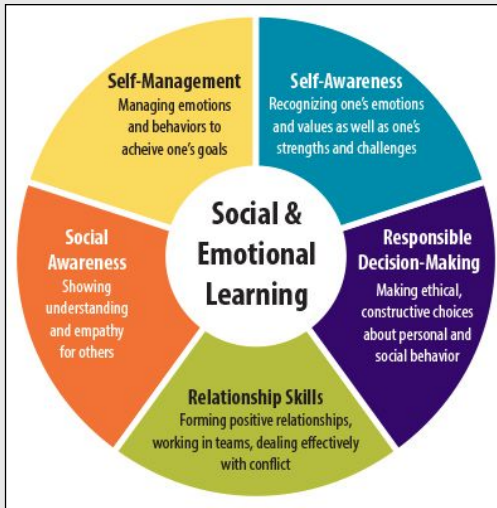 Self-Management
Managing emotions
and behaviors to
acheive one's goals
Self-Awareness
Recognizing one's emotions
and values as well as one's
strengths and challenges
Social &
Emotional
Learning
Social
Awareness
Showing
understanding
and empathy
for others
Responsible
Decision-Making
Making ethical,
constructive choices
about personal and
social behavior
Relationship Skills
Forming positive relationships,
working in teams, dealing effectively
with conflict